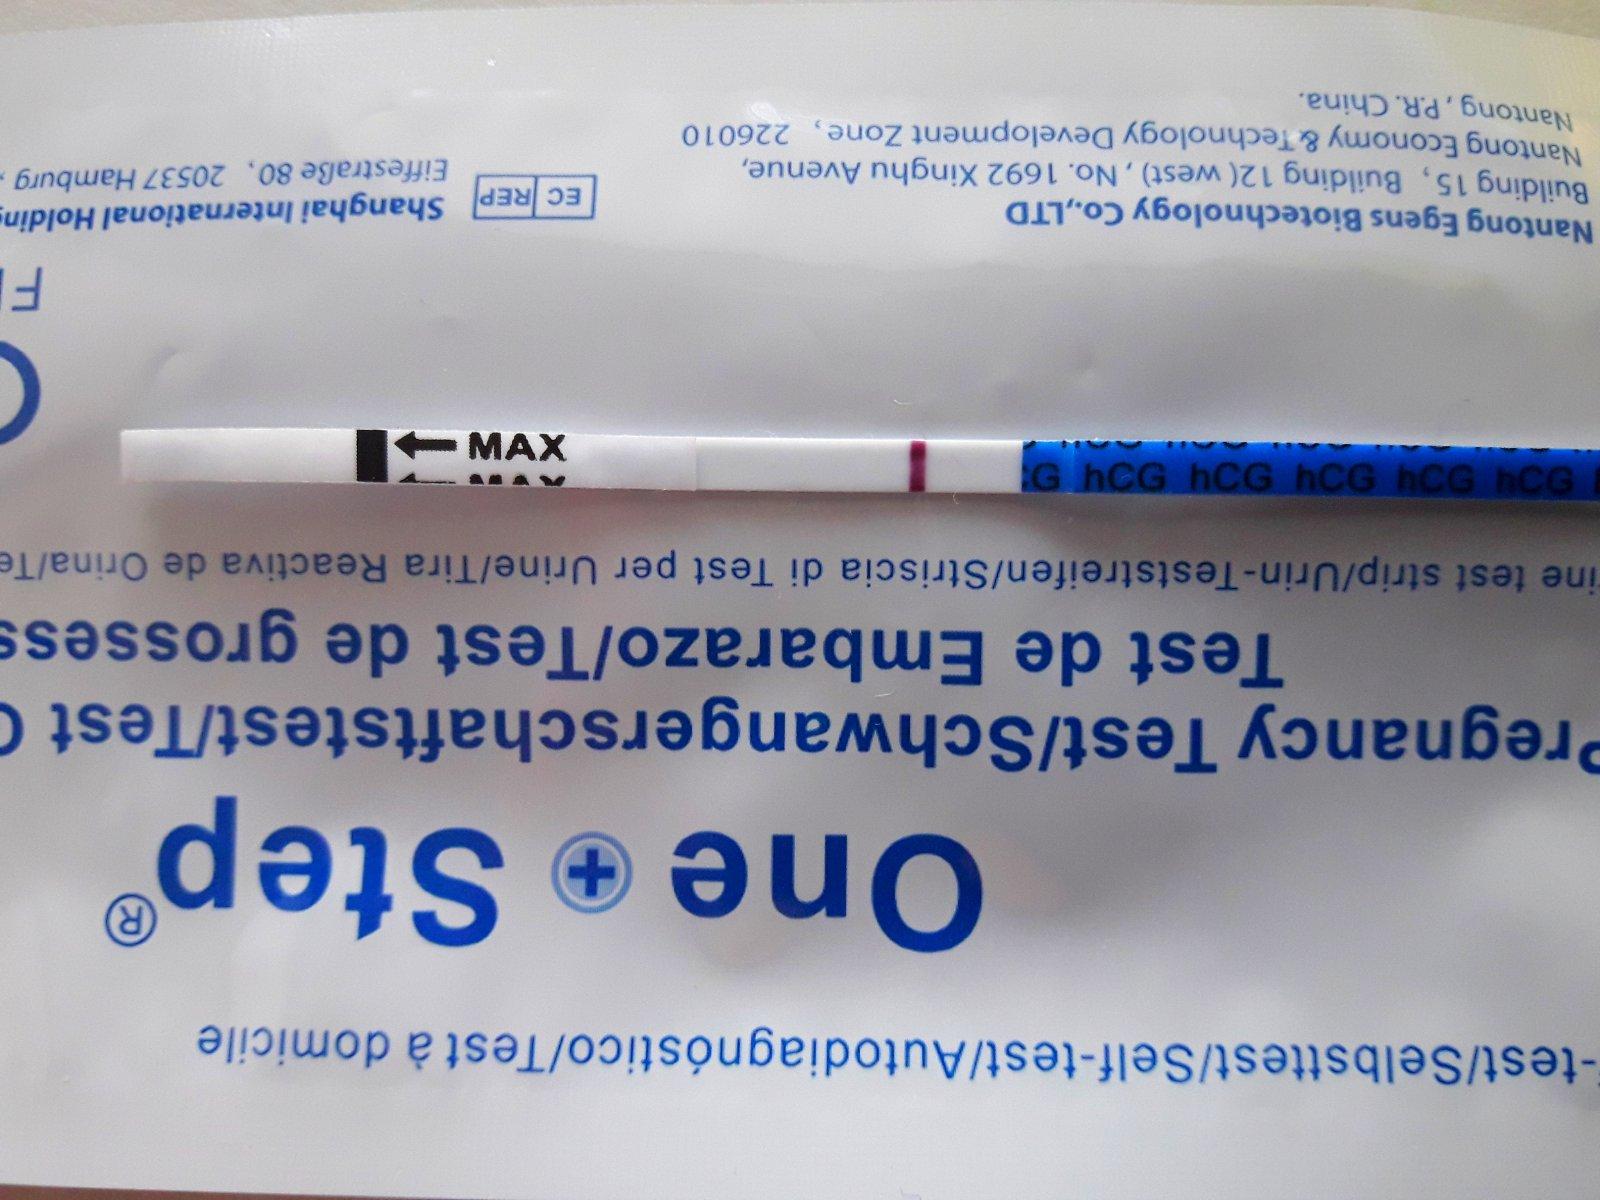 -test/Selbsttest/Self-test/Autodiagnóstico/Test à domicile
One + Step®
Pregnancy Test/Schwangerschaftstest/Test
Test de Embarazo/Test de grossess
ine test strip/Urin-Teststreifen/Striscia di Test per Urine/Tira Reactiva de Orina/Te
MAX hCG hCG hCG hCG hCG
MAX
Nantong Egens Biotechnology Co.,LTD
Building 15, Building 12(west), No. 1692 Xinghu Avenue,
Nantong Economy & Technology Development Zone, 226010
Nantong, P.R. China.
EC REP
Shanghai International Holding
Eiffestraße 80, 20537 Hamburg,